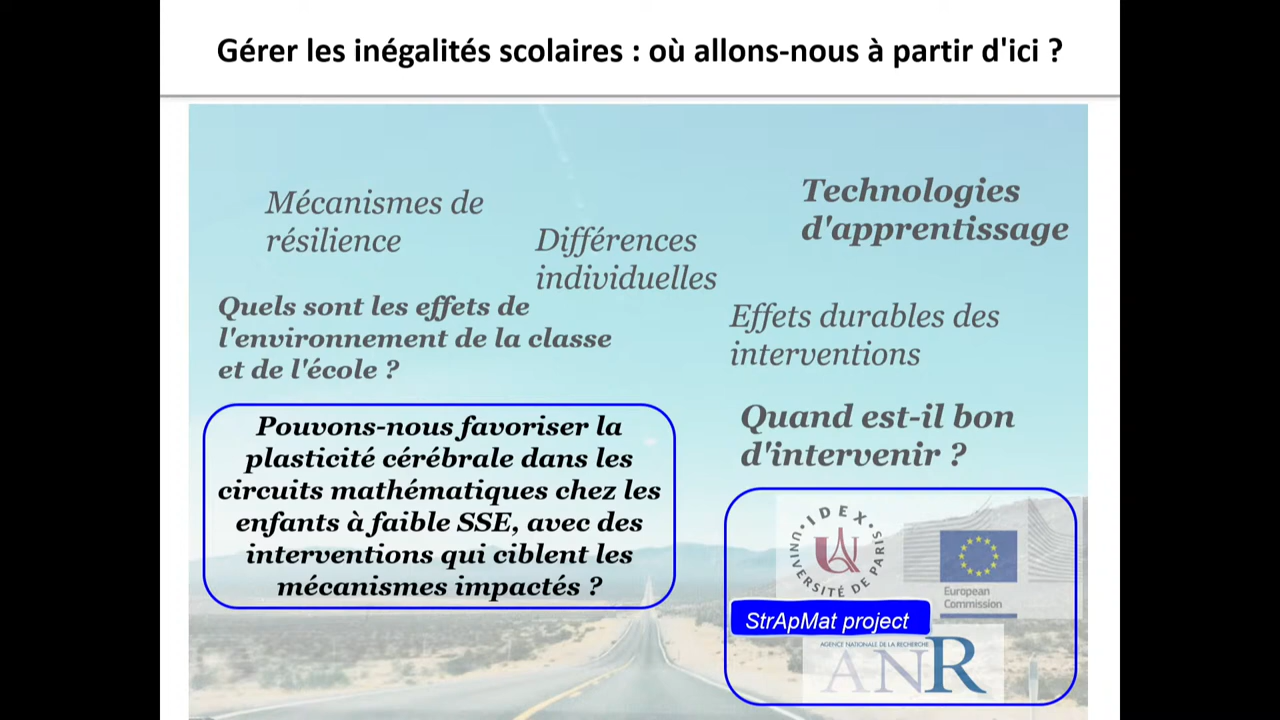 Gérer les inégalités scolaires : où allons-nous à partir d'ici ?
Mécanismes de
résilience
Différences
individuelles
Technologies
d'apprentissage
Quels sont les effets de
l'environnement de la classe
et de l'école ?
Effets durables des
interventions
Pouvons-nous favoriser la
plasticité cérébrale dans les
circuits mathématiques chez les
enfants à faible SSE, avec des
interventions qui ciblent les
mécanismes impactés ?
Quand est-il bon
d'intervenir ?
IDEX
UNIVERSITÉ DE PARIS
European
Commission
StrApMat project
AGENCE NATIONALE DE LA RECHERCHE
ANR